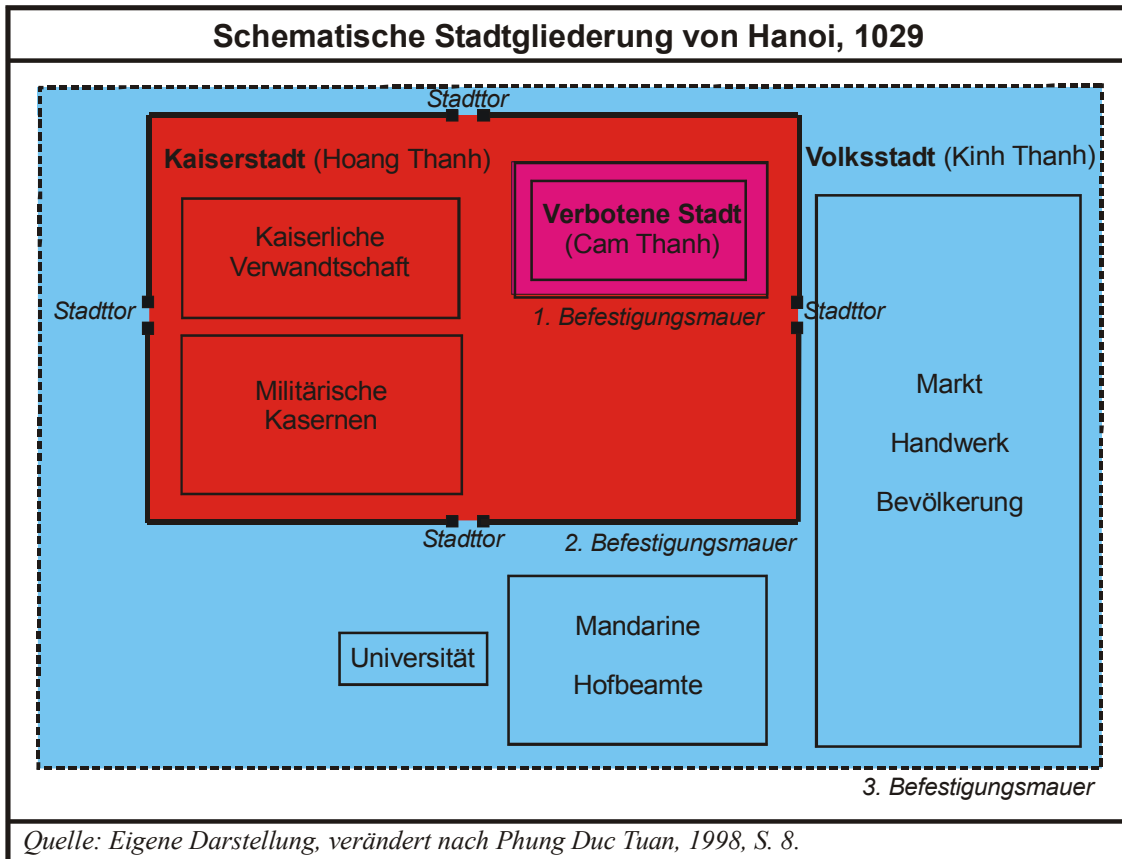 Schematische Stadtgliederung von Hanoi, 1029
Stadttor
Kaiserstadt (Hoang Thanh)
Volksstadt (Kinh Thanh)
Verbotene Stadt
(Cam Thanh)
Kaiserliche
Verwandtschaft
Stadttor
1. Befestigungsmauer
Stadttor
Militärische
Kasernen
Markt
Handwerk
Bevölkerung
Stadttor
2. Befestigungsmauer
Mandarine
Hofbeamte
Universität
3. Befestigungsmauer
Quelle: Eigene Darstellung, verändert nach Phung Duc Tuan, 1998, S. 8.